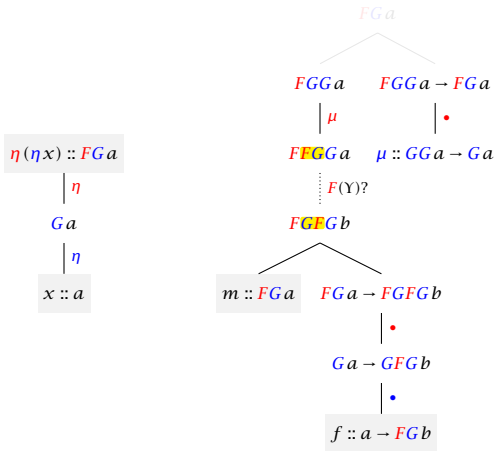 FGa
FGGa FGGa → FGa
μ •
η(ηx) :: FGa FFGGa μ :: GGa → Ga
η F(Υ)?
Ga FGFGb
η
x :: a m :: FGa FGa → FGFGb
•
Ga → GFGb
•
f :: a → FGb